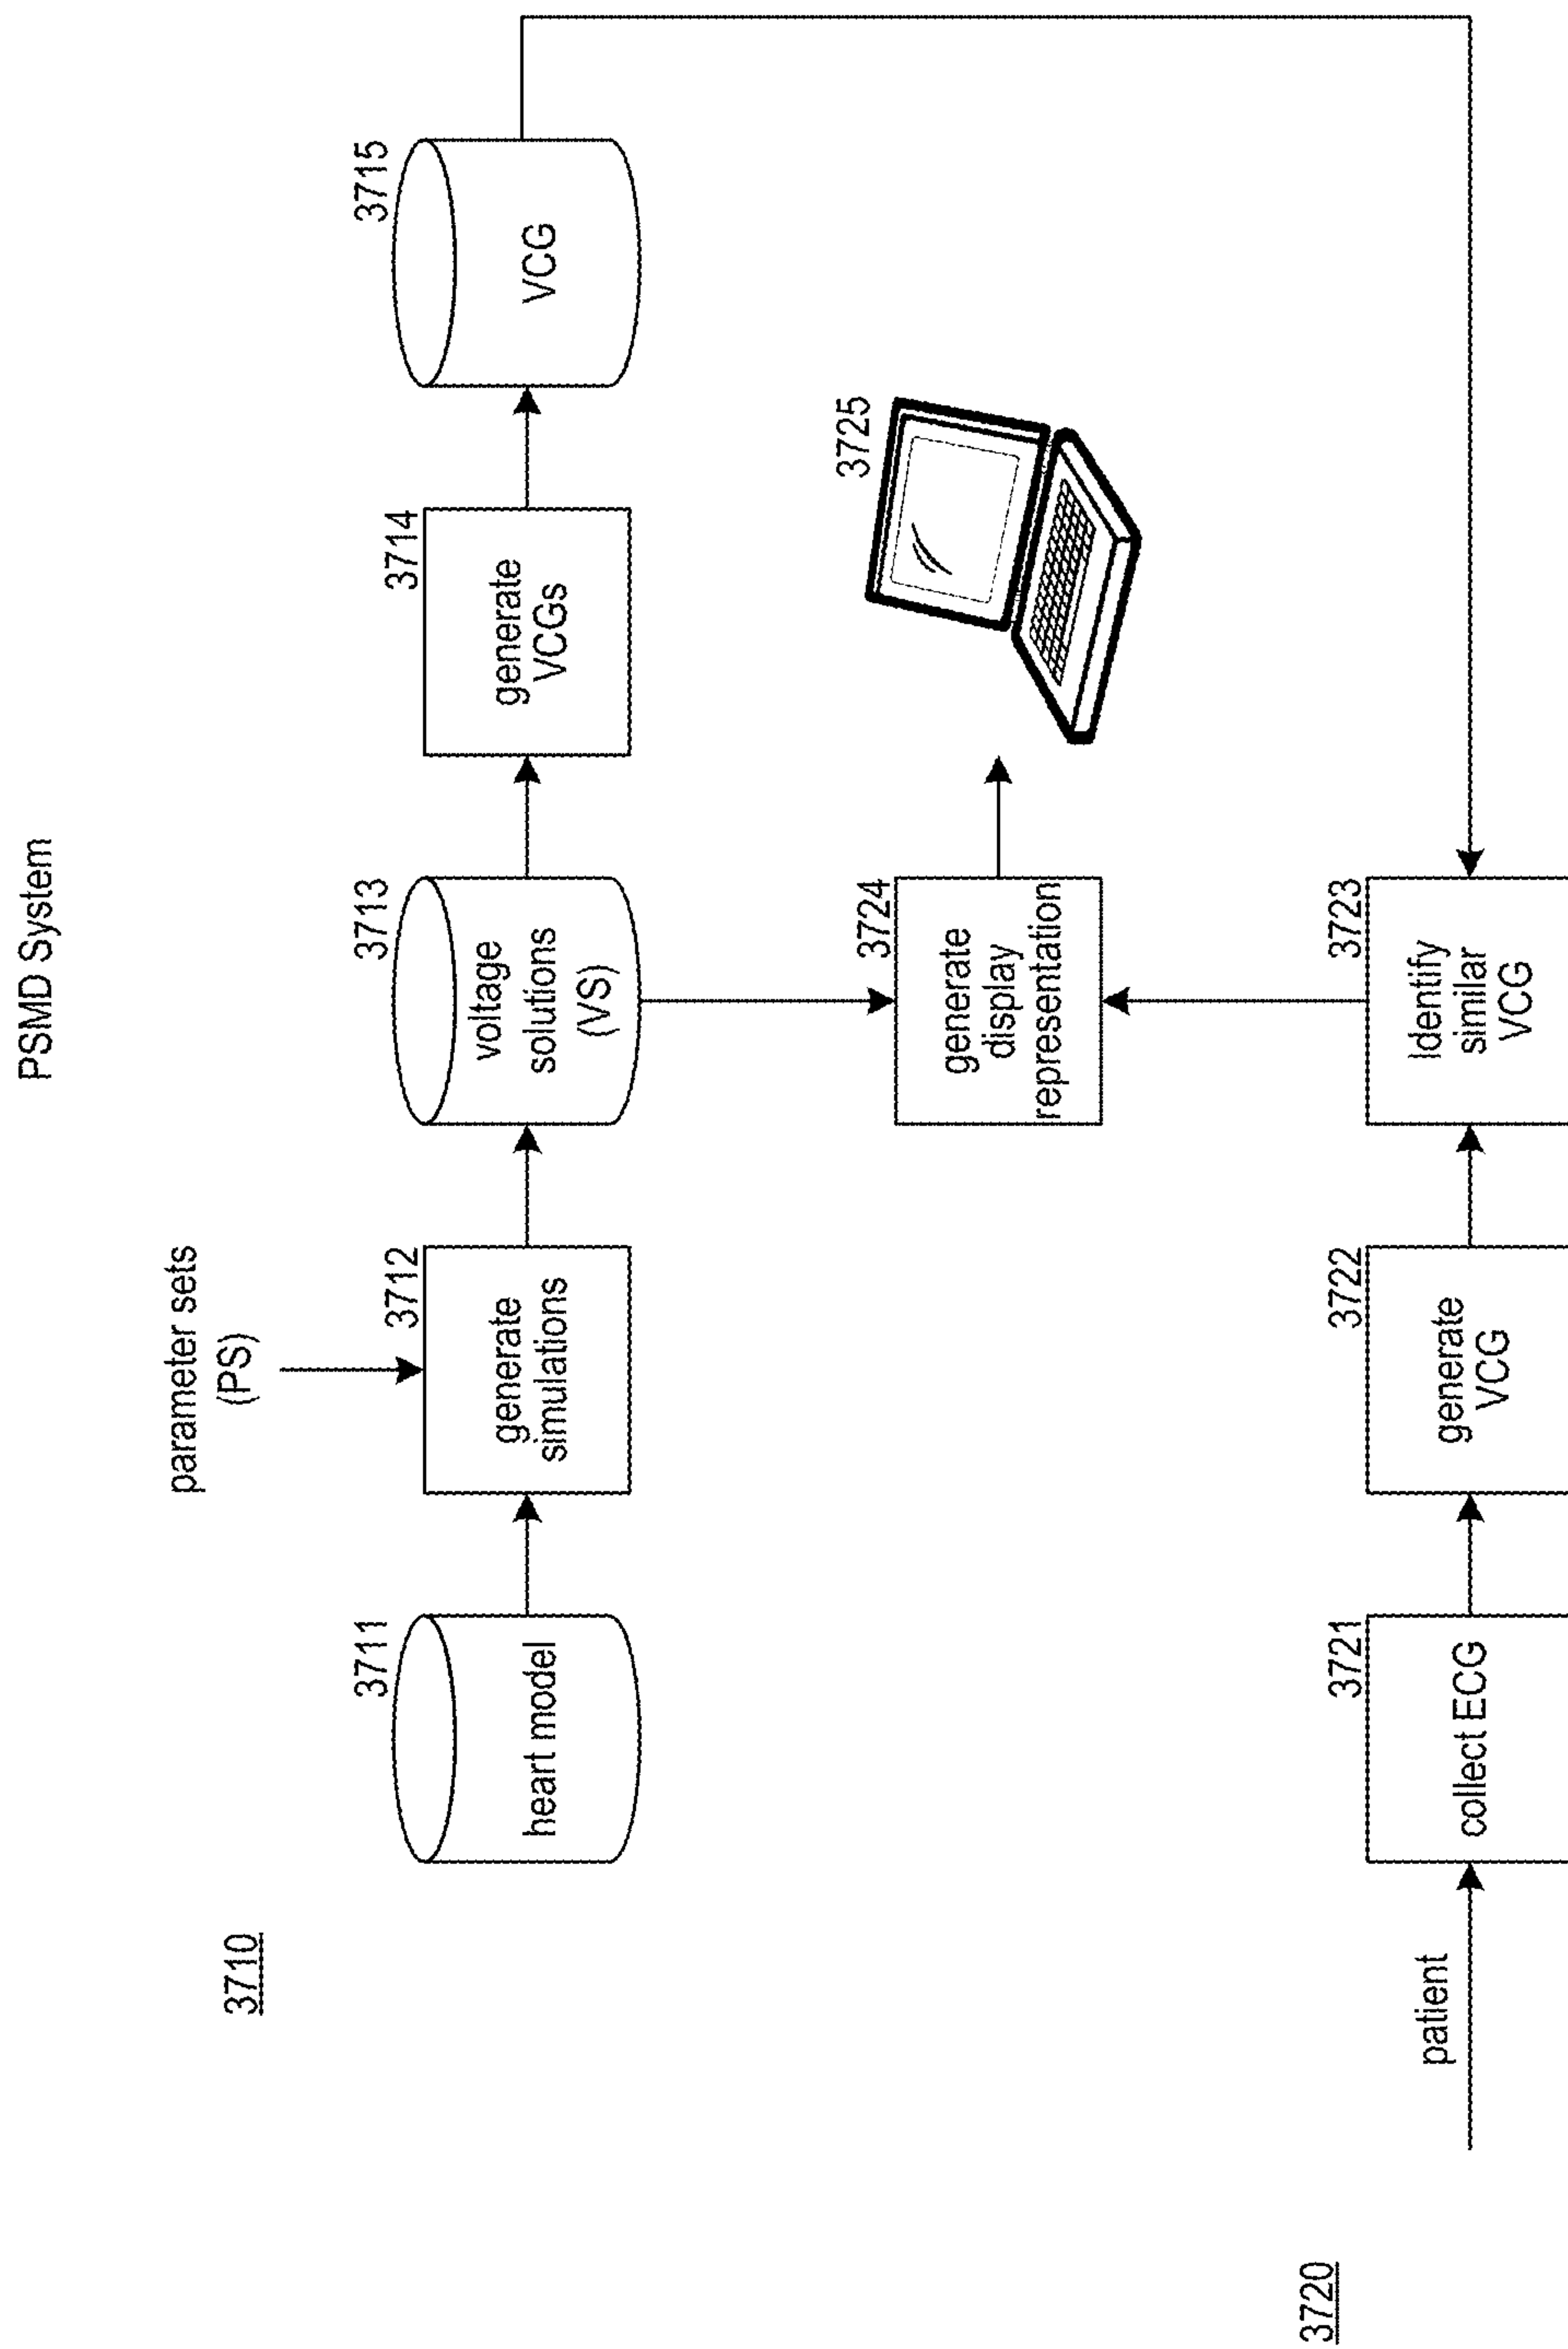 PSMD System
3710
parameter sets
(PS)
3711
heart model
3712
generate
simulations
3713
voltage
solutions
(VS)
3714
generate
VCGs
3715
VCG
3724
generate
display
representation
3725
3720
patient
3721
collect ECG
3722
generate
VCG
3723
Identify
similar
VCG